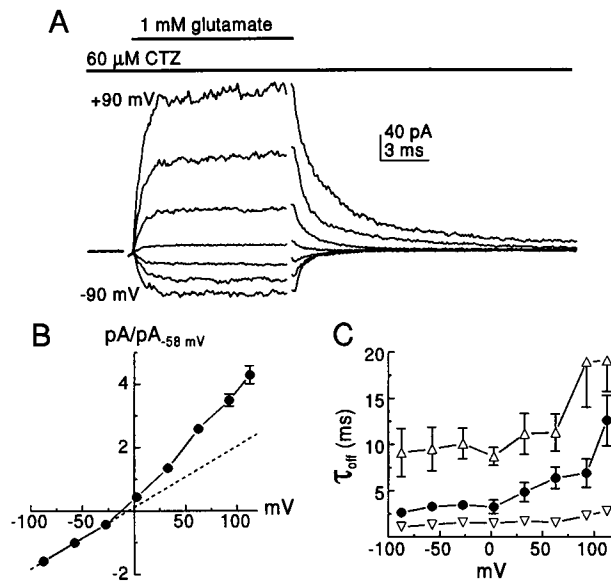 A
1 mM glutamate
60 μM CTZ
+90 mV
40 pA
3 ms
-90 mV
B
pA/pA-58 mV
4
2
-100
-50
0
50
100
mV
-2
C
τoff (ms)
20
15
10
5
-100
-50
0
50
100
mV